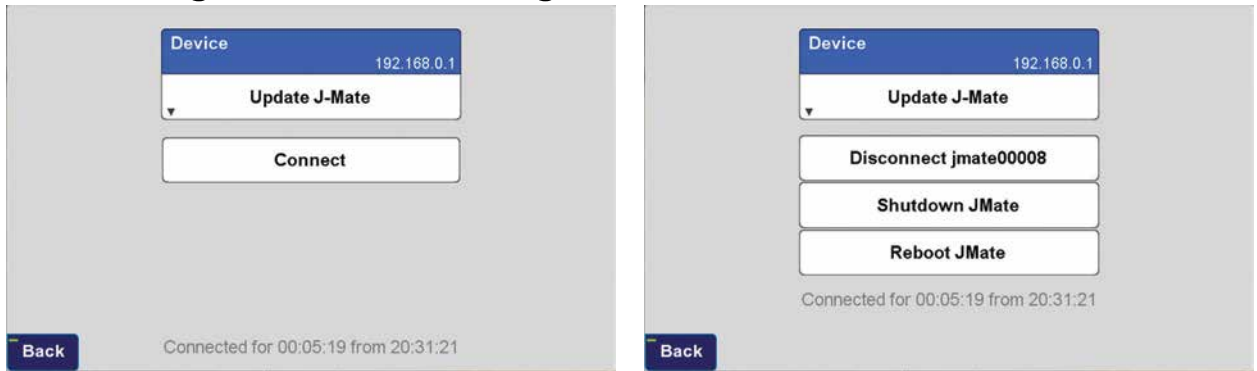 Device
192.168.0.1
Update J-Mate
Connect
Connected for 00:05:19 from 20:31:21
Back
Device
192.168.0.1
Update J-Mate
Disconnect jmate00008
Shutdown JMate
Reboot JMate
Connected for 00:05:19 from 20:31:21
Back